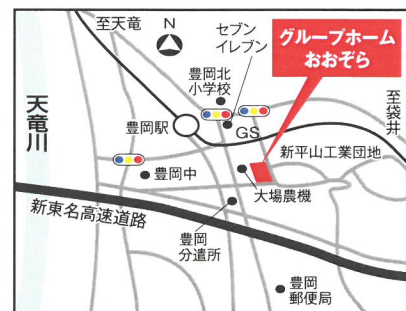 至天竜
N
セブン
イレブン
グループホーム
おおぞら
豊岡北
小学校
至袋井
天竜川
豊岡駅
GS
新平山工業団地
豊岡中
大場農機
新東名高速道路
豊岡
分遣所
豊岡
郵便局